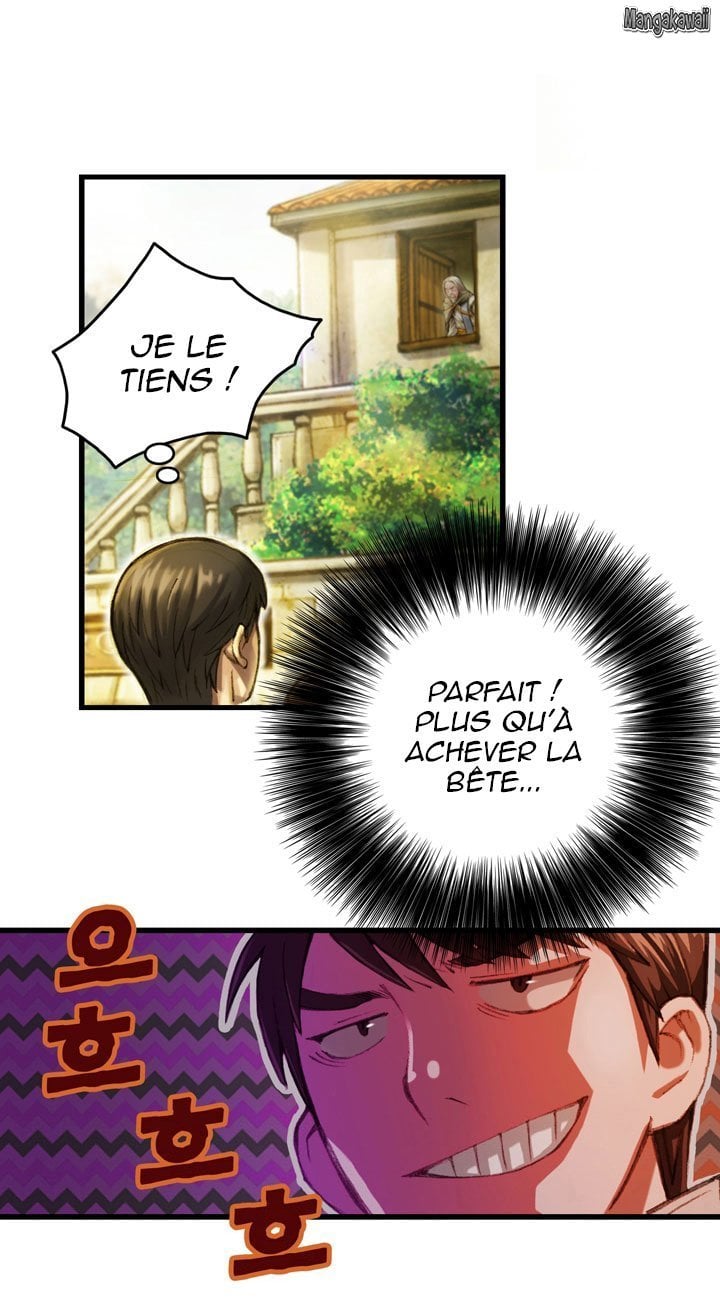 Mangakawaii
JE LE
TIENS !
PARFAIT !
PLUS QU'À
ACHEVER LA
BÊTE...
으
흐
흐
흐